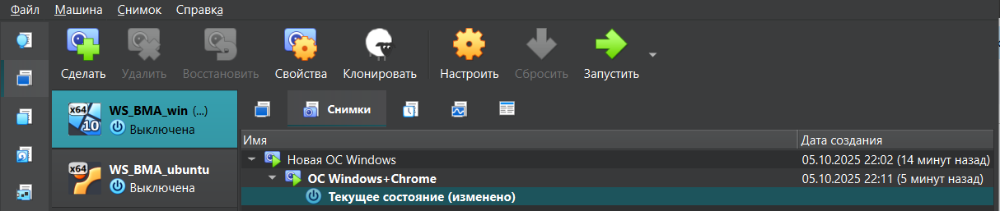 Файл Машина Снимок Справка
Сделать Удалить Восстановить Свойства Клонировать Настроить Сбросить Запустить
x64 10 WS_BMA_win (...)
Выключена
Снимки
x64 WS_BMA_ubuntu
Выключена
Имя Дата создания
Новая ОС Windows 05.10.2025 22:02 (14 минут назад)
ОС Windows+Chrome 05.10.2025 22:11 (5 минут назад)
Текущее состояние (изменено)